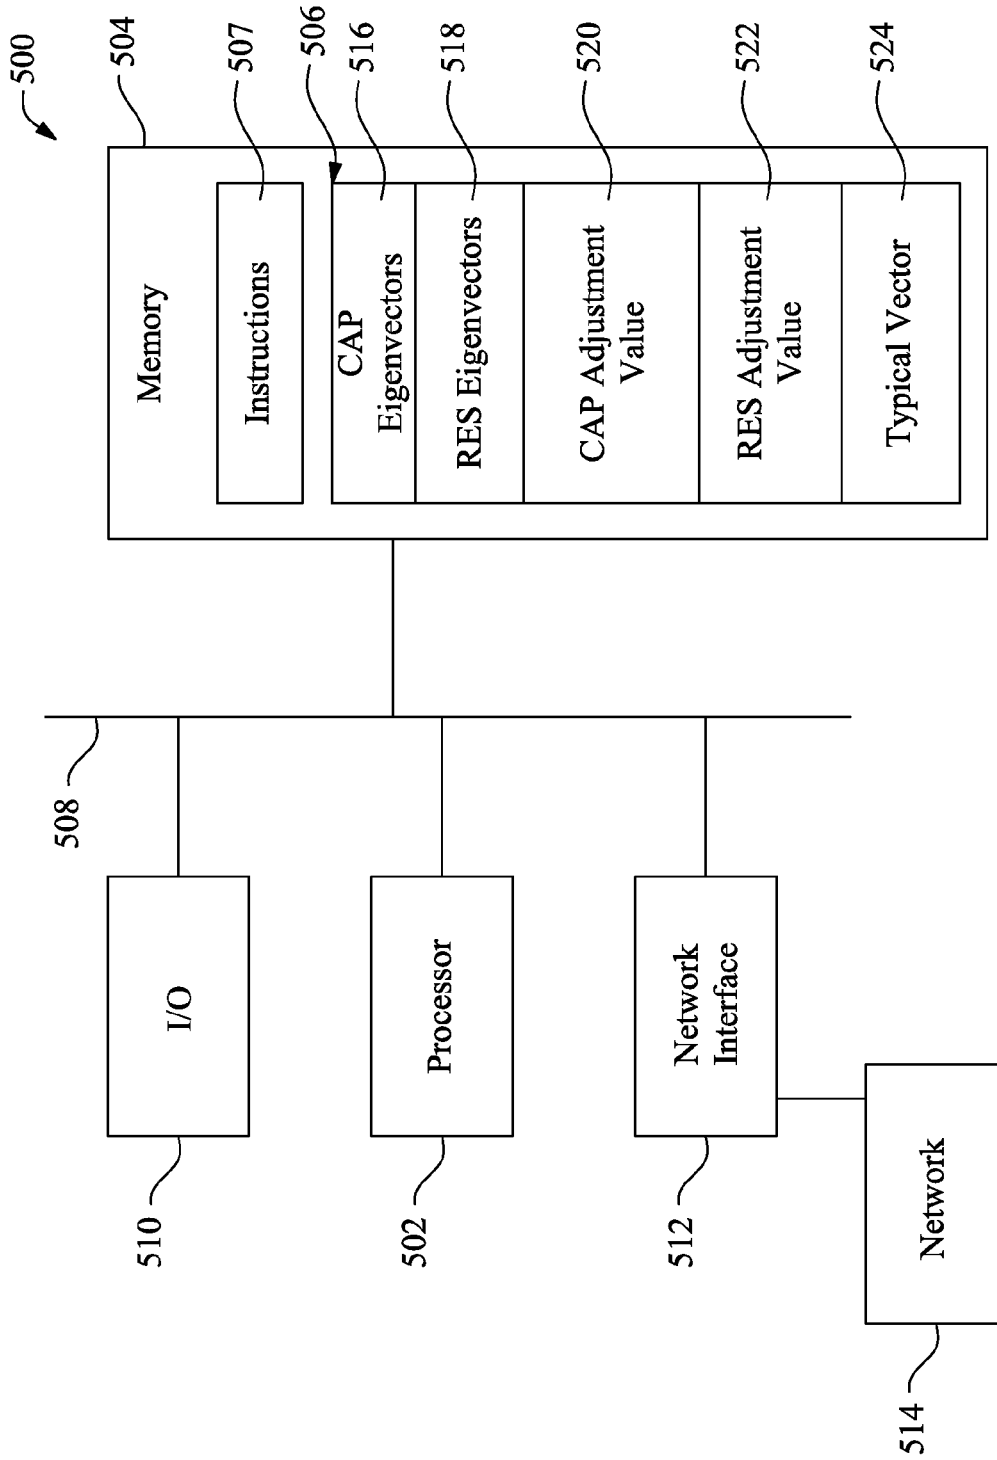 500
504
Memory
Instructions
507
506
CAP
Eigenvectors
516
RES Eigenvectors
518
CAP Adjustment
Value
520
RES Adjustment
Value
522
Typical Vector
524
508
I/O
510
Processor
502
Network
Interface
512
Network
514